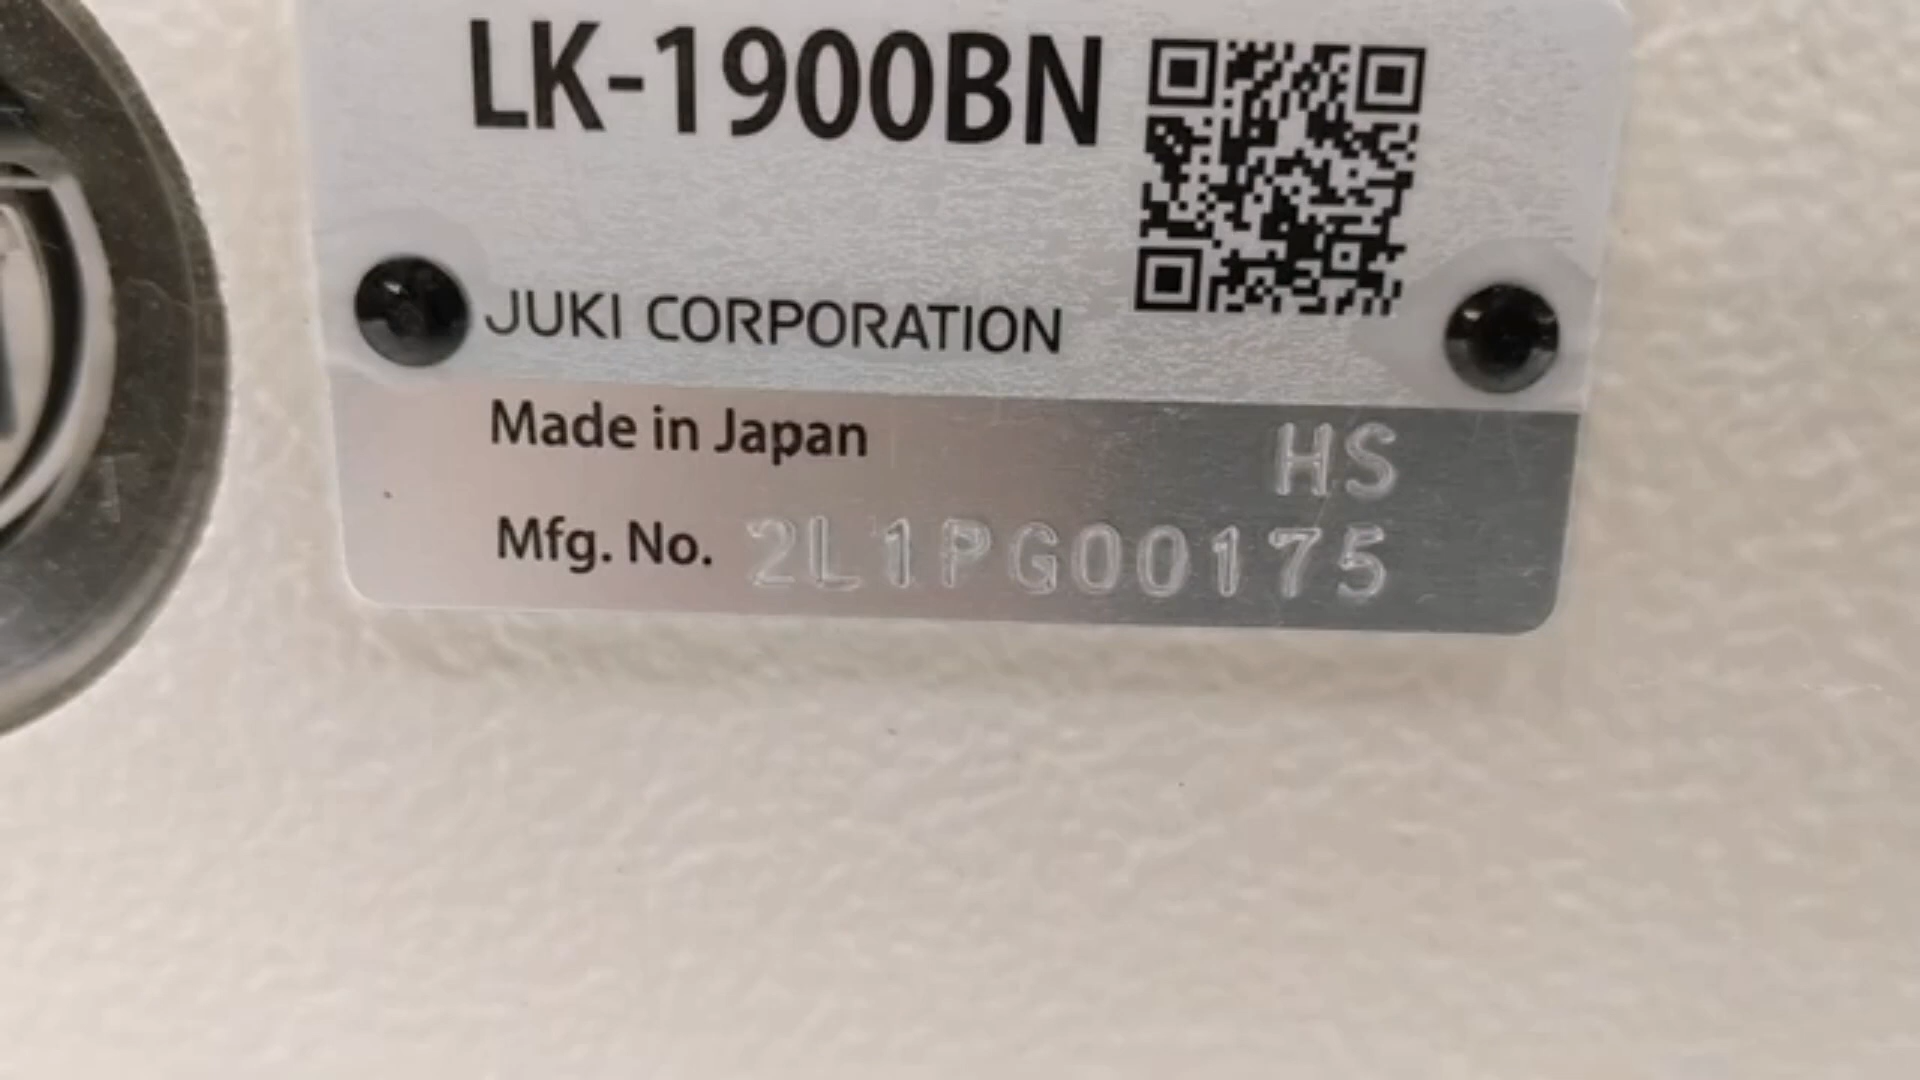 LK-1900BN
JUKI CORPORATION
Made in Japan HS
Mfg. No. 2L1PG00175